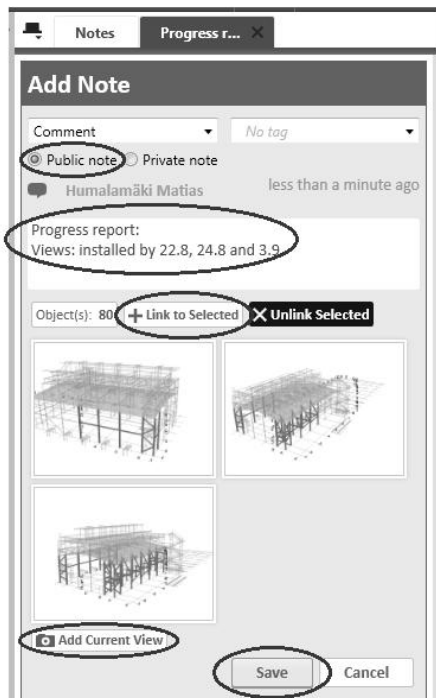 Notes Progress r... X
Add Note
Comment No tag
Public note Private note
Humalamäki Matias less than a minute ago
Progress report:
Views: installed by 22.8, 24.8 and 3.9
Object(s): 80 Link to Selected Unlink Selected
Add Current View
Save Cancel